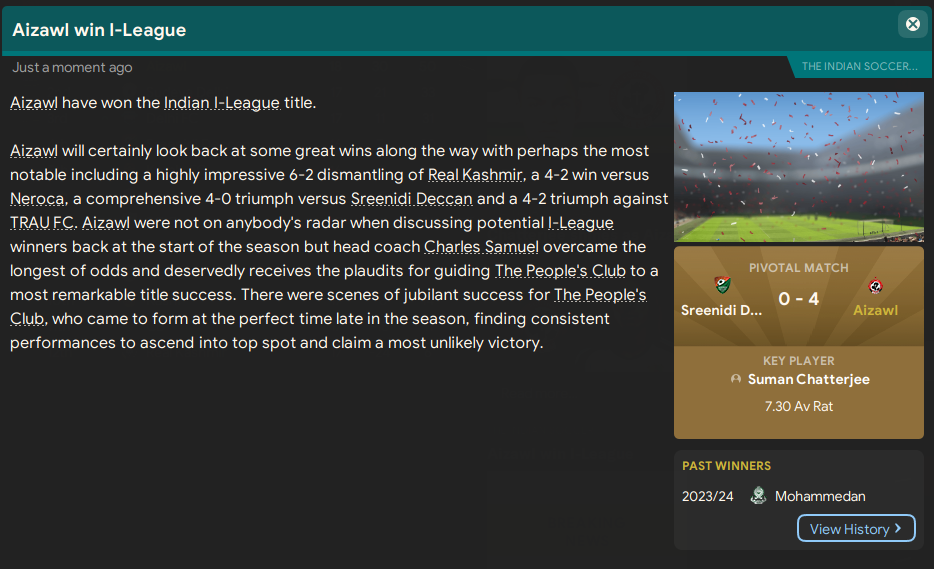 Aizawl win I-League
Just a moment ago
THE INDIAN SOCCER...
Aizawl have won the Indian I-League title.
Aizawl will certainly look back at some great wins along the way with perhaps the most
notable including a highly impressive 6-2 dismantling of Real Kashmir, a 4-2 win versus
Neroca, a comprehensive 4-0 triumph versus Sreenidi Deccan and a 4-2 triumph against
TRAU FC. Aizawl were not on anybody's radar when discussing potential I-League
winners back at the start of the season but head coach Charles Samuel overcame the
longest of odds and deservedly receives the plaudits for guiding The People's Club to a
most remarkable title success. There were scenes of jubilant success for The People's
Club, who came to form at the perfect time late in the season, finding consistent
performances to ascend into top spot and claim a most unlikely victory.
PIVOTAL MATCH
Sreenidi D... 0 - 4 Aizawl
KEY PLAYER
Suman Chatterjee
7.30 Av Rat
PAST WINNERS
2023/24 Mohammedan
View History